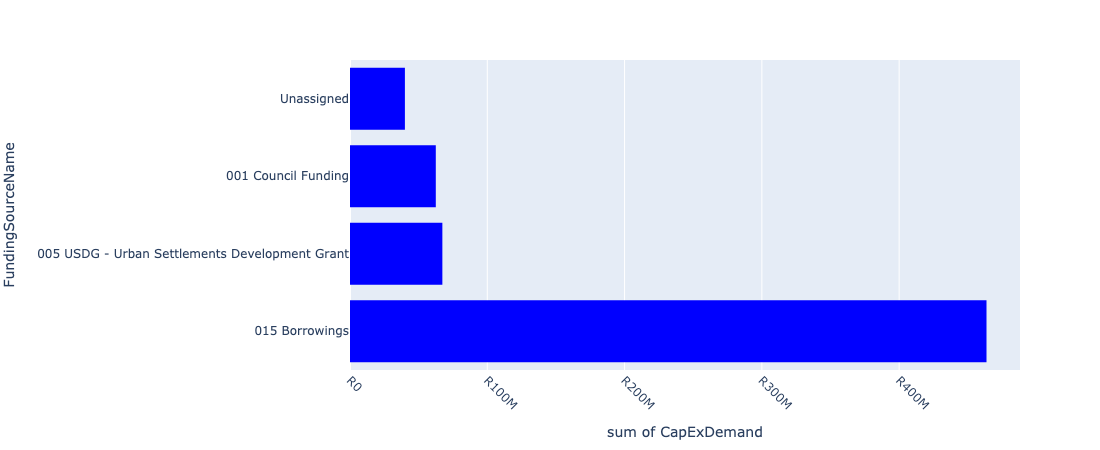 FundingSourceName
Unassigned
001 Council Funding
005 USDG - Urban Settlements Development Grant
015 Borrowings
R0
R100M
R200M
R300M
R400M
sum of CapExDemand